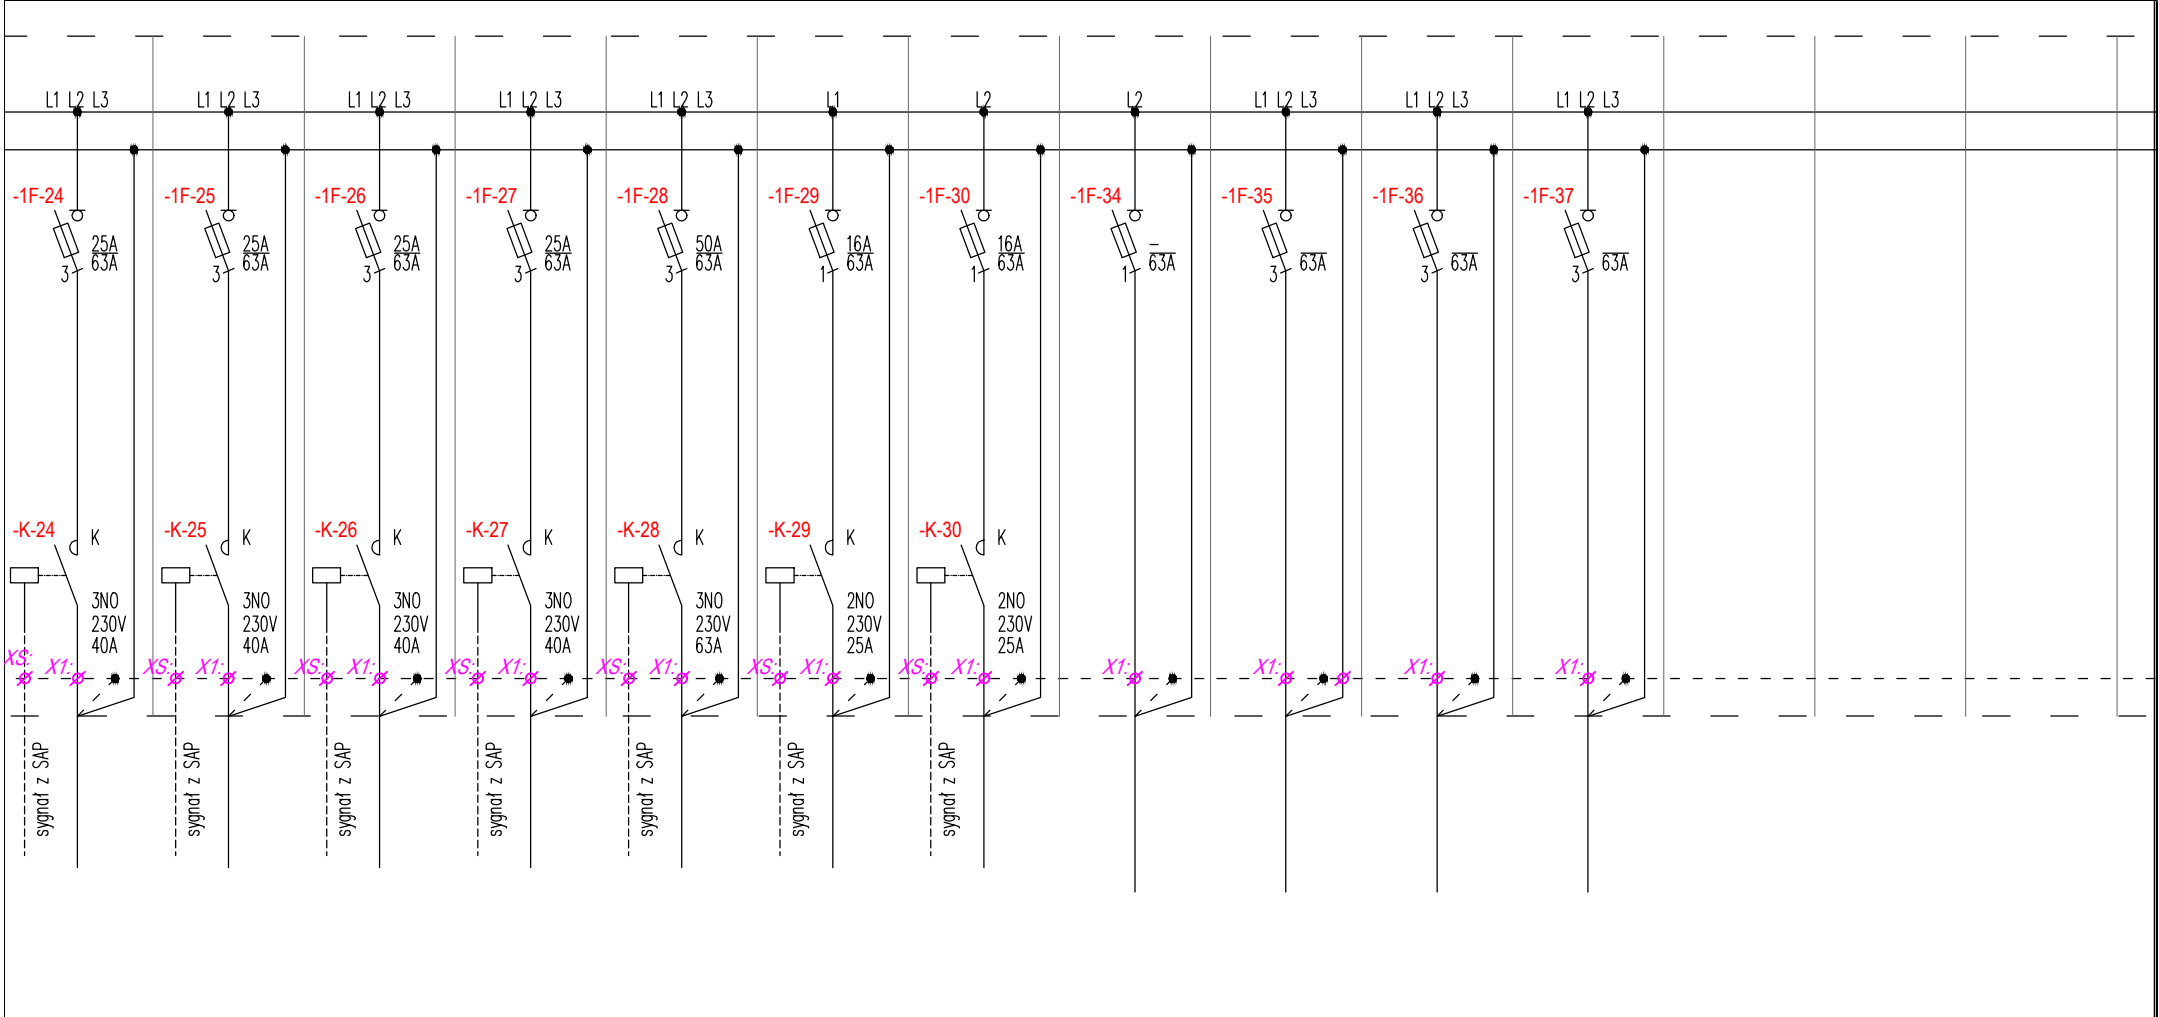 L1 L2 L3
L1 L2 L3
L1 L2 L3
L1 L2 L3
L1 L2 L3
L1
L2
L2
L1 L2 L3
L1 L2 L3
L1 L2 L3
-1F-24
-1F-25
-1F-26
-1F-27
-1F-28
-1F-29
-1F-30
-1F-34
-1F-35
-1F-36
-1F-37
25A
25A
25A
25A
50A
16A
16A
-
63A
63A
63A
63A
63A
63A
63A
63A
63A
63A
63A
3
3
3
3
3
1
1
1
3
3
3
-K-24
-K-25
-K-26
-K-27
-K-28
-K-29
-K-30
K
K
K
K
K
K
K
3NO
3NO
3NO
3NO
3NO
2NO
2NO
230V
230V
230V
230V
230V
230V
230V
40A
40A
40A
40A
63A
25A
25A
XS:
X1:
XS:
X1:
XS:
X1:
XS:
X1:
XS:
X1:
XS:
X1:
XS:
X1:
X1:
X1:
X1:
X1:
sygnał z SAP
sygnał z SAP
sygnał z SAP
sygnał z SAP
sygnał z SAP
sygnał z SAP
sygnał z SAP